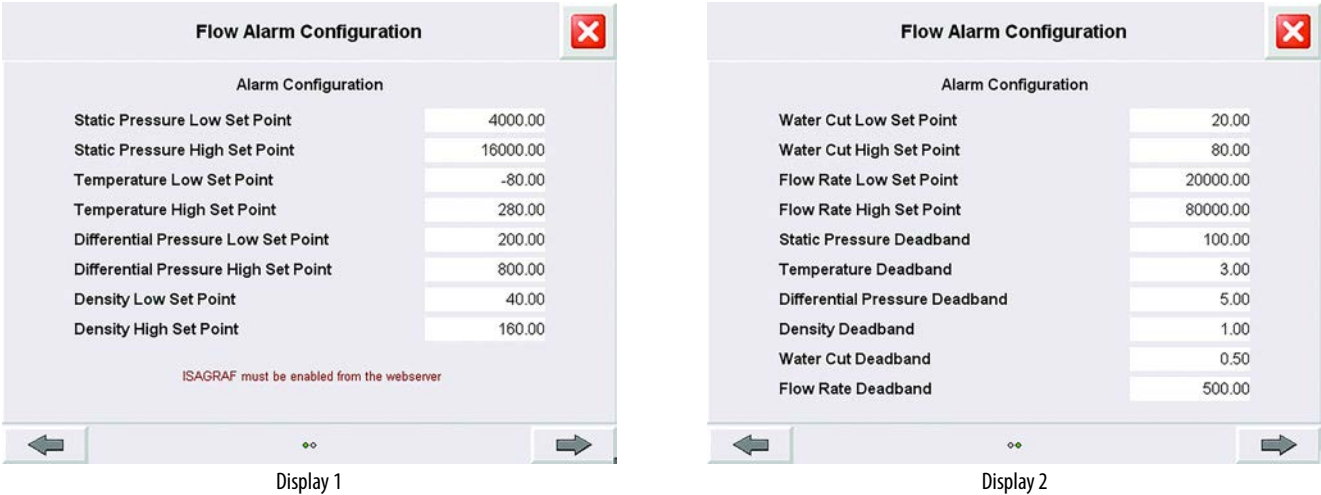 Flow Alarm Configuration
Alarm Configuration
Static Pressure Low Set Point 4000.00
Static Pressure High Set Point 16000.00
Temperature Low Set Point -80.00
Temperature High Set Point 280.00
Differential Pressure Low Set Point 200.00
Differential Pressure High Set Point 800.00
Density Low Set Point 40.00
Density High Set Point 160.00
ISAGRAF must be enabled from the webserver
Display 1
Flow Alarm Configuration
Alarm Configuration
Water Cut Low Set Point 20.00
Water Cut High Set Point 80.00
Flow Rate Low Set Point 20000.00
Flow Rate High Set Point 80000.00
Static Pressure Deadband 100.00
Temperature Deadband 3.00
Differential Pressure Deadband 5.00
Density Deadband 1.00
Water Cut Deadband 0.50
Flow Rate Deadband 500.00
Display 2